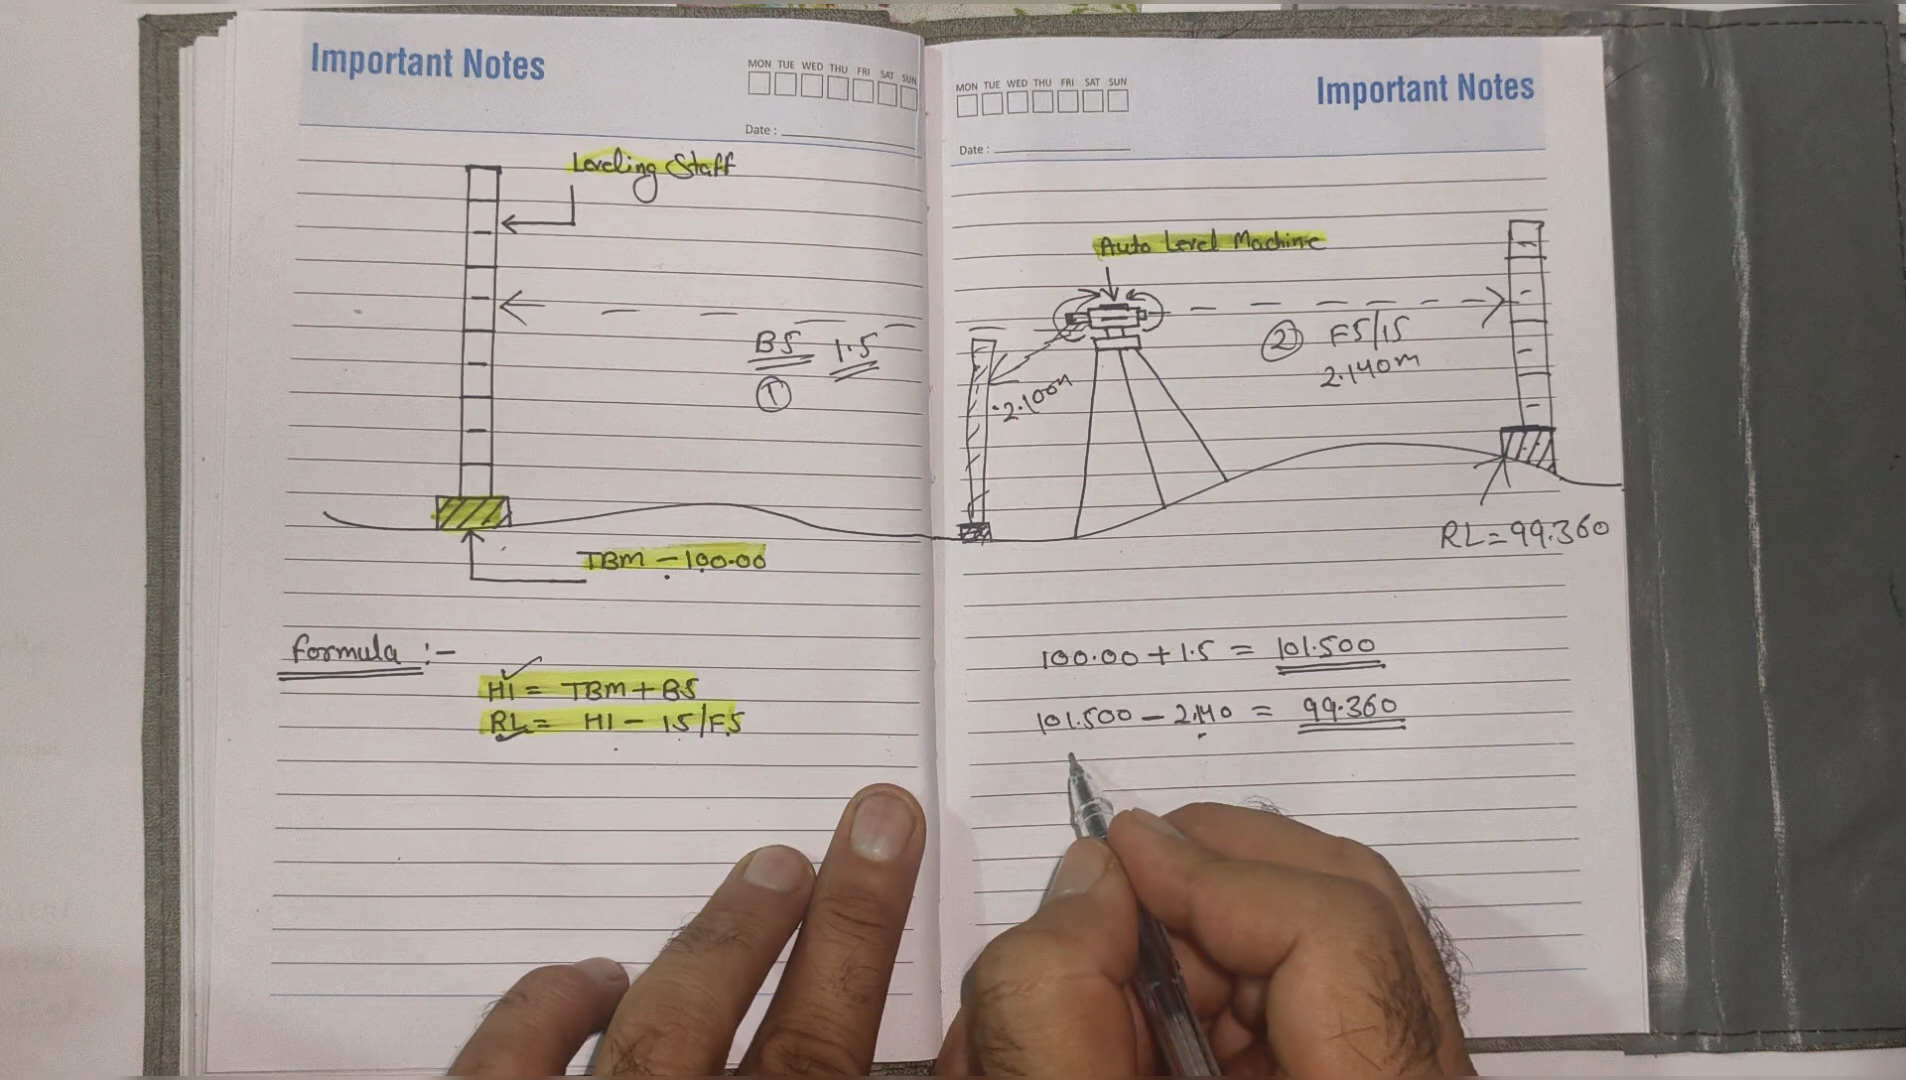 Important Notes
MON TUE WED THU FRI SAT SUN
Date :
Leveling Staff
BS 1.5
1
TBM - 100.00
Formula :-
HI = TBM + BS
RL = HI - IS/FS
MON TUE WED THU FRI SAT SUN
Important Notes
Date :
Auto Level Machine
2 FS/IS
2.140m
2.100m
RL = 99.360
100.00 + 1.5 = 101.500
101.500 - 2.140 = 99.360